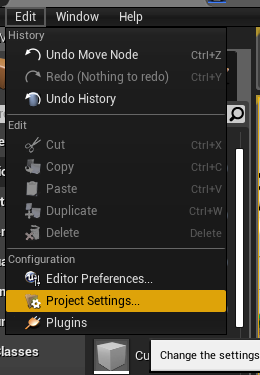 Edit Window Help
History
Undo Move Node Ctrl+Z
Redo (Nothing to redo) Ctrl+Y
Undo History
Edit
Cut Ctrl+X
Copy Ctrl+C
Paste Ctrl+V
Duplicate Ctrl+W
Delete Delete
Configuration
Editor Preferences...
Project Settings...
Plugins
Classes
Cu
Change the settings